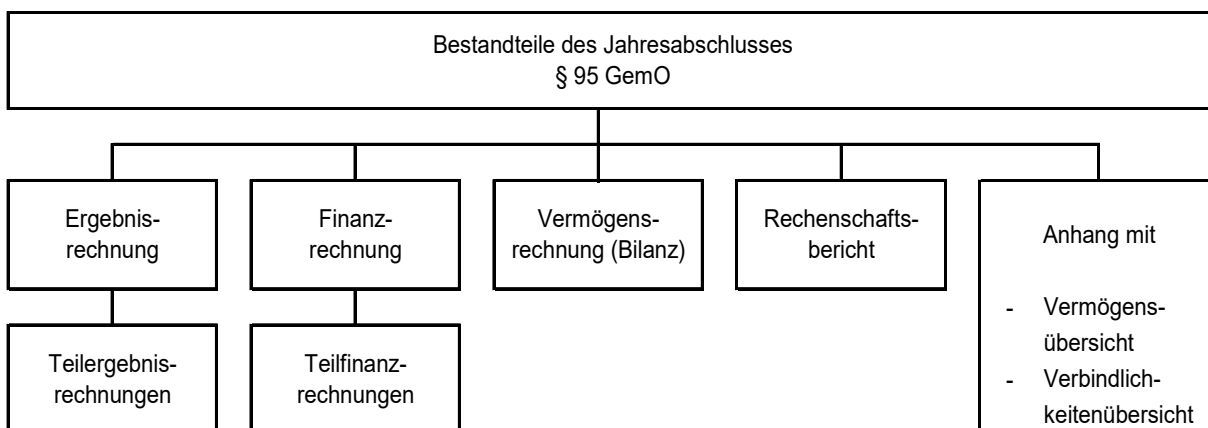 Bestandteile des Jahresabschlusses
§ 95 GemO
Ergebnis-
rechnung
Finanz-
rechnung
Vermögens-
rechnung (Bilanz)
Rechenschafts-
bericht
Anhang mit
- Vermögens-
übersicht
- Verbindlich-
keitenübersicht
Teilergebnis-
rechnungen
Teilfinanz-
rechnungen